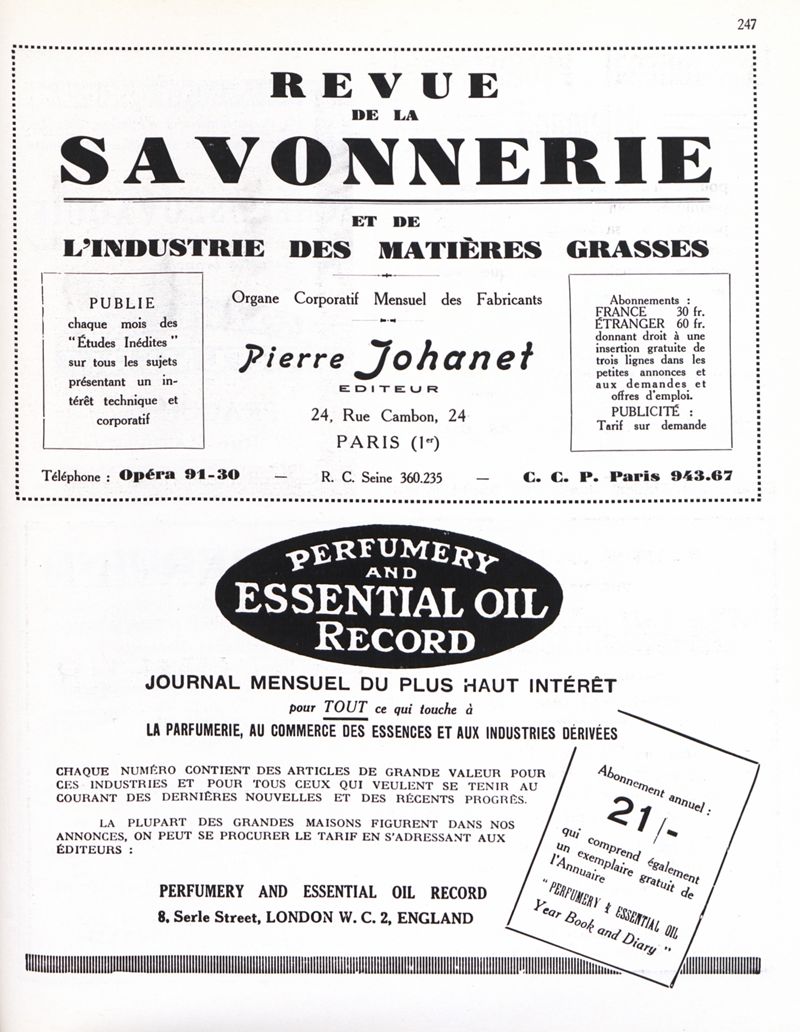 247
REVUE
DE LA
SAVONNERIE
ET DE
L'INDUSTRIE DES MATIÈRES GRASSES
PUBLIE
chaque mois des
"Études Inédites"
sur tous les sujets
présentant un in-
térêt technique et
corporatif
Organe Corporatif Mensuel des Fabricants
Pierre Johanet
EDITEUR
24, Rue Cambon, 24
PARIS (1er)
Abonnements :
FRANCE 30 fr.
ÉTRANGER 60 fr.
donnant droit à une
insertion gratuite de
trois lignes dans les
petites annonces et
aux demandes et
offres d'emploi.
PUBLICITÉ :
Tarif sur demande
Téléphone : Opéra 91-30 — R. C. Seine 360.235 — C. C. P. Paris 943.67
PERFUMERY
AND
ESSENTIAL OIL
RECORD
JOURNAL MENSUEL DU PLUS HAUT INTÉRÊT
pour TOUT ce qui touche à
LA PARFUMERIE, AU COMMERCE DES ESSENCES ET AUX INDUSTRIES DÉRIVÉES
CHAQUE NUMÉRO CONTIENT DES ARTICLES DE GRANDE VALEUR POUR
CES INDUSTRIES ET POUR TOUS CEUX QUI VEULENT SE TENIR AU
COURANT DES DERNIÈRES NOUVELLES ET DES RÉCENTS PROGRÈS.
LA PLUPART DES GRANDES MAISONS FIGURENT DANS NOS
ANNONCES, ON PEUT SE PROCURER LE TARIF EN S'ADRESSANT AUX
ÉDITEURS :
PERFUMERY AND ESSENTIAL OIL RECORD
8, Serle Street, LONDON W. C. 2, ENGLAND
Abonnement annuel :
21/-
qui comprend également
un exemplaire gratuit de
l'Annuaire
"PERFUMERY & ESSENTIAL OIL
Year Book and Diary"